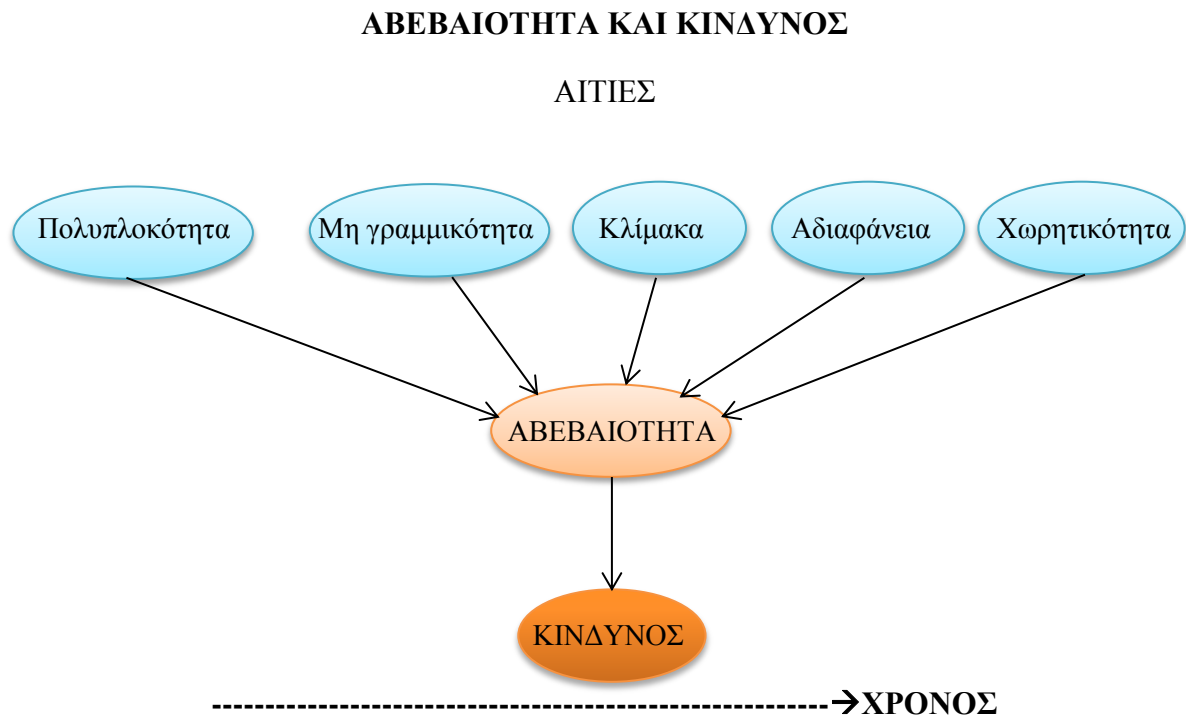 ΑΒΕΒΑΙΟΤΗΤΑ ΚΑΙ ΚΙΝΔΥΝΟΣ
ΑΙΤΙΕΣ
Πολυπλοκότητα
Μη γραμμικότητα
Κλίμακα
Αδιαφάνεια
Χωρητικότητα
ΑΒΕΒΑΙΟΤΗΤΑ
ΚΙΝΔΥΝΟΣ
--------------------------------------------------→ΧΡΟΝΟΣ